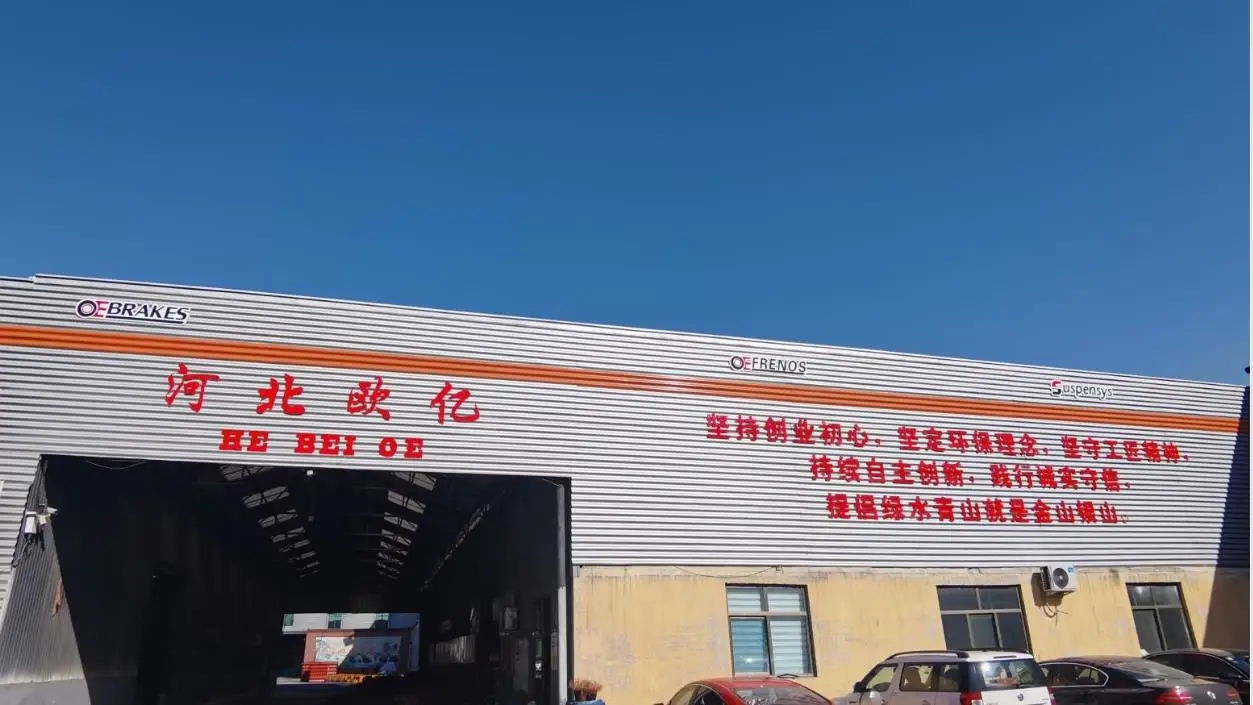 OEBRAKES
OEFRENO'S
Suspensys
河北欧亿
HE BEI OE
坚持创业初心，坚定环保理念，坚守工匠精神，
持续自主创新，践行诚实守信，
提倡绿水青山就是金山银山。